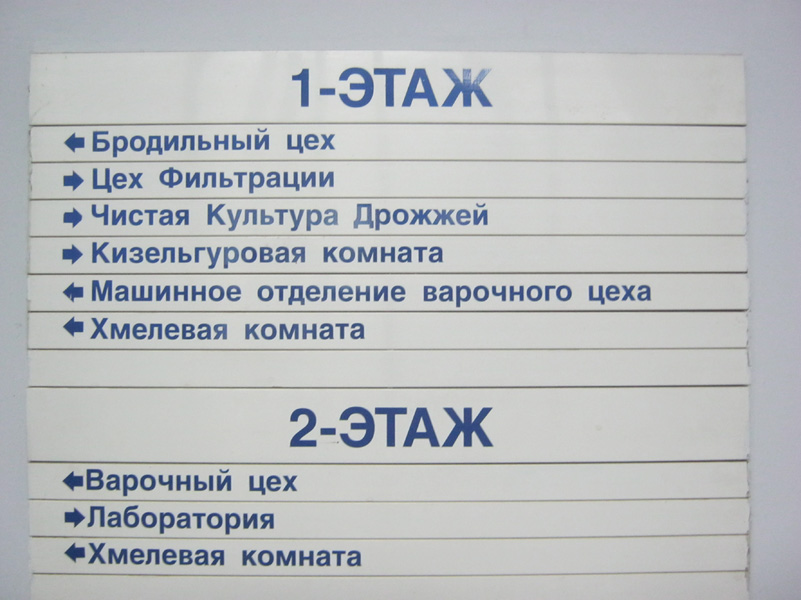 1-ЭТАЖ
← Бродильный цех
→ Цех Фильтрации
→ Чистая Культура Дрожжей
→ Кизельгуровая комната
← Машинное отделение варочного цеха
← Хмелевая комната
2-ЭТАЖ
←Варочный цех
→Лаборатория
←Хмелевая комната